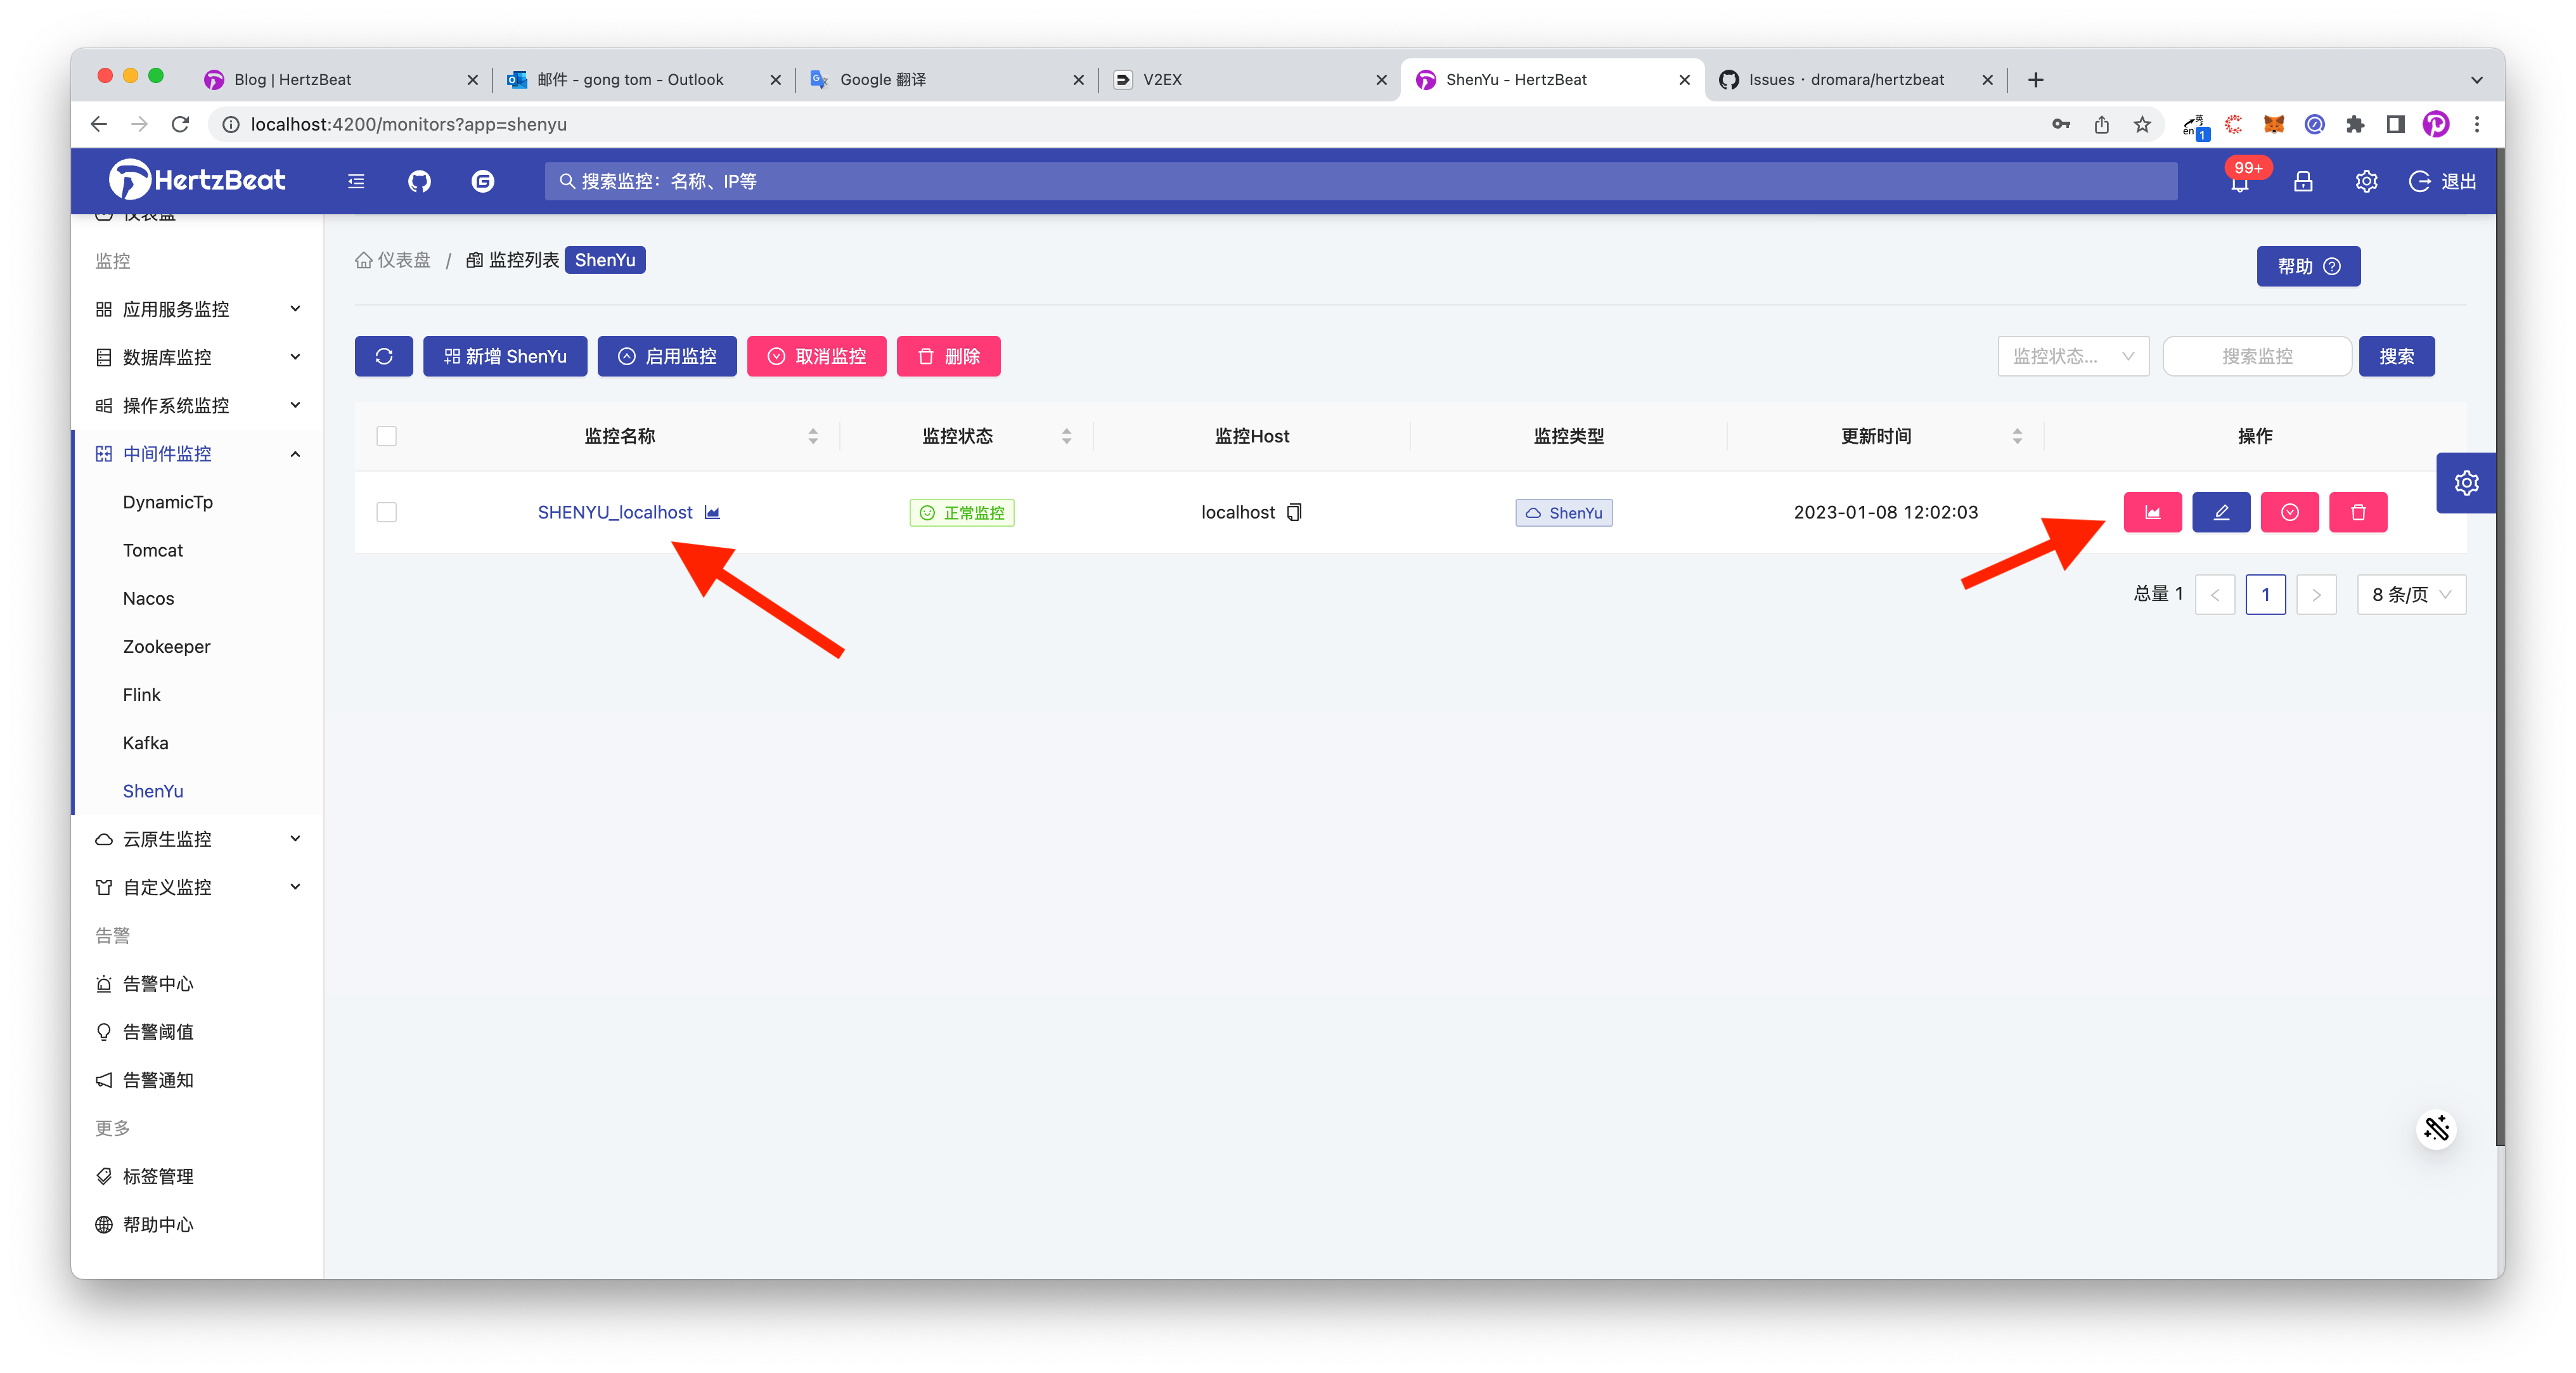 Blog | HertzBeat
邮件 - gong tom - Outlook
Google 翻译
V2EX
ShenYu - HertzBeat
Issues · dromara/hertzbeat
localhost:4200/monitors?app=shenyu
英
en
1
HertzBeat
搜索监控：名称、IP等
99+
退出
仪表盘
监控
应用服务监控
数据库监控
操作系统监控
中间件监控
DynamicTp
Tomcat
Nacos
Zookeeper
Flink
Kafka
ShenYu
云原生监控
自定义监控
告警
告警中心
告警阈值
告警通知
更多
标签管理
帮助中心
仪表盘 / 监控列表 ShenYu
帮助
新增 ShenYu
启用监控
取消监控
删除
监控状态...
搜索监控
搜索
监控名称 监控状态 监控Host 监控类型 更新时间 操作
SHENYU_localhost 正常监控 localhost ShenYu 2023-01-08 12:02:03
总量 1 < 1 > 8 条/页